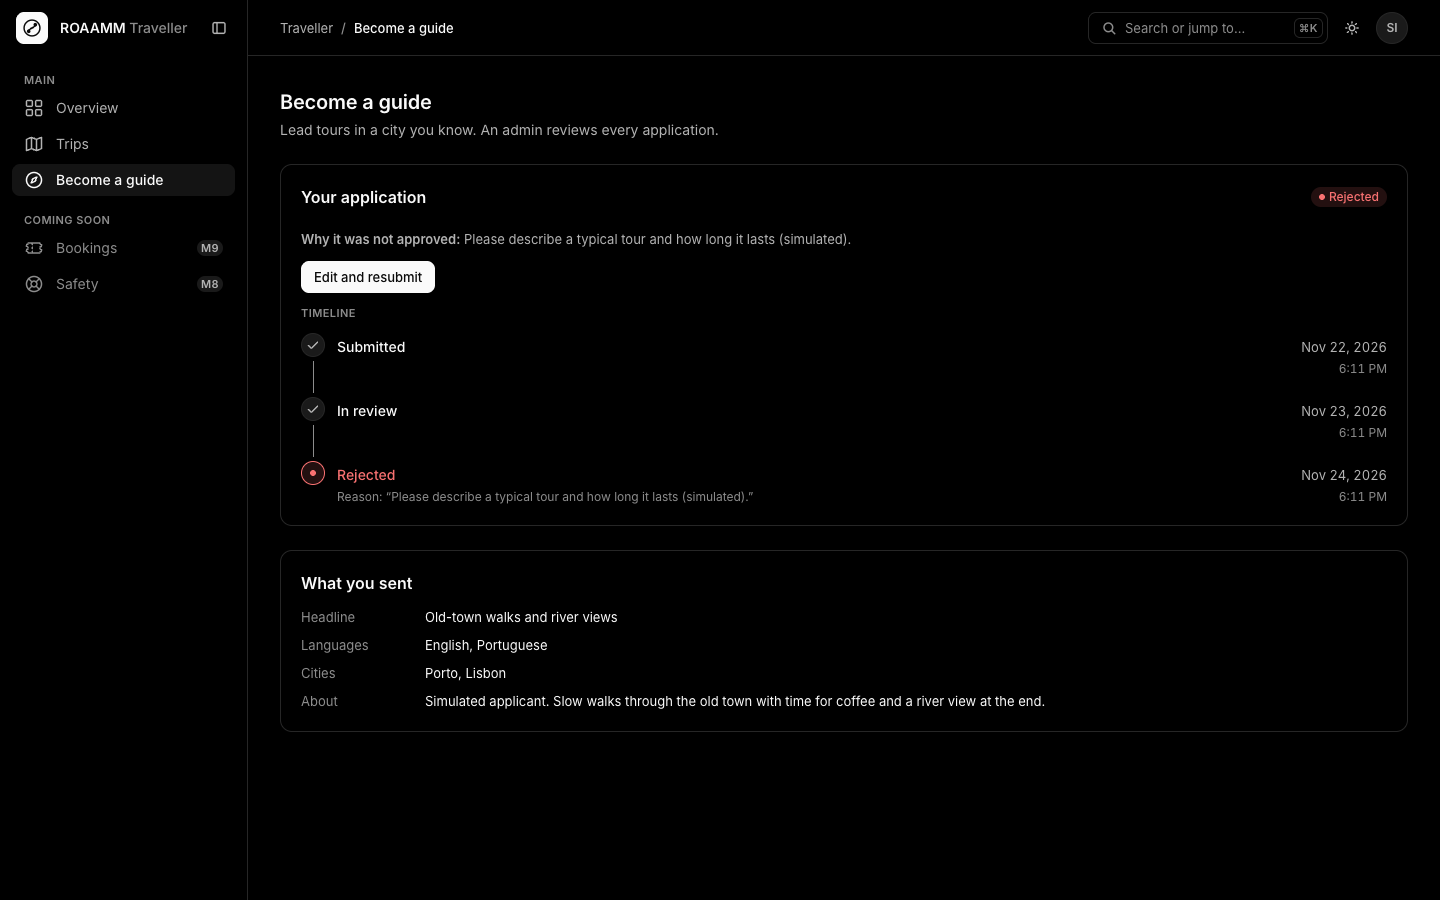 ROAAMM Traveller
Traveller / Become a guide
Search or jump to...
⌘K
SI
MAIN
Overview
Trips
Become a guide
COMING SOON
Bookings M9
Safety M8
Become a guide
Lead tours in a city you know. An admin reviews every application.
Your application
Rejected
Why it was not approved: Please describe a typical tour and how long it lasts (simulated).
Edit and resubmit
TIMELINE
Submitted Nov 22, 2026
6:11 PM
In review Nov 23, 2026
6:11 PM
Rejected Nov 24, 2026
Reason: “Please describe a typical tour and how long it lasts (simulated).” 6:11 PM
What you sent
Headline Old-town walks and river views
Languages English, Portuguese
Cities Porto, Lisbon
About Simulated applicant. Slow walks through the old town with time for coffee and a river view at the end.